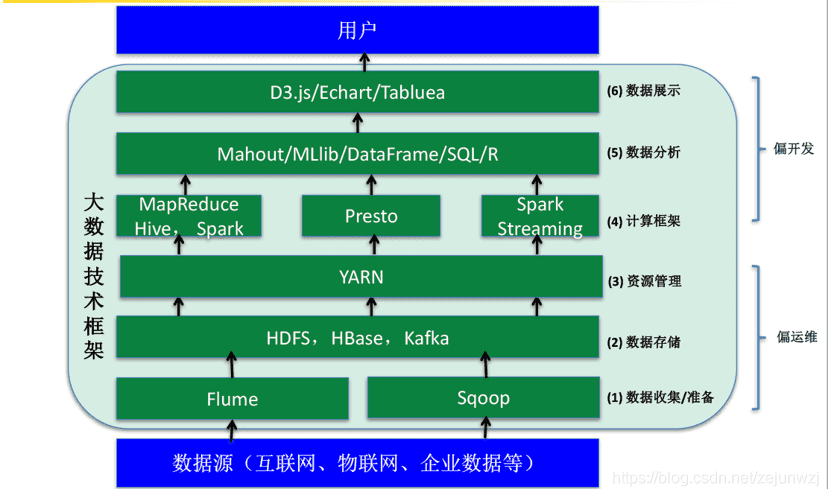 用户
D3.js/Echart/Tabluea
(6) 数据展示
Mahout/MLlib/DataFrame/SQL/R
(5) 数据分析
偏开发
大数据技术框架
MapReduce
Hive， Spark
Presto
Spark
Streaming
(4) 计算框架
YARN
(3) 资源管理
HDFS，HBase，Kafka
(2) 数据存储
偏运维
Flume
Sqoop
(1) 数据收集/准备
数据源（互联网、物联网、企业数据等）
https://blog.csdn.net/zejunwzj